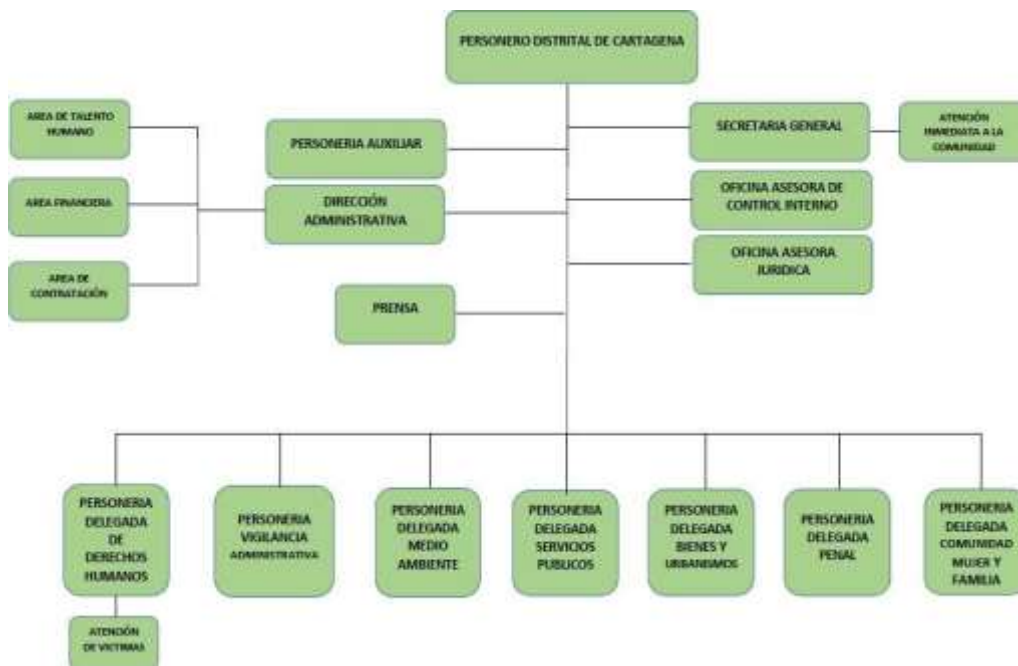 PERSONERO DISTRITAL DE CARTAGENA
AREA DE TALENTO
HUMANO
PERSONERIA AUXILIAR
SECRETARIA GENERAL
ATENCIÓN
INMEDIATA A LA
COMUNIDAD
AREA FINANCIERA
DIRECCIÓN
ADMINISTRATIVA
OFICINA ASESORA DE
CONTROL INTERNO
AREA DE
CONTRATACIÓN
OFICINA ASESORA
JURIDICA
PRENSA
PERSONERIA
DELEGADA
DE
DERECHOS
HUMANOS
PERSONERIA
VIGILANCIA
ADMINISTRATIVA
PERSONERIA
DELEGADA
MEDIO
AMBIENTE
PERSONERIA
DELEGADA
SERVICIOS
PUBLICOS
PERSONERIA
DELEGADA
BIENES Y
URBANISMOS
PERSONERIA
DELEGADA
PENAL
PERSONERIA
DELEGADA
COMUNIDAD
MUJER Y
FAMILIA
ATENCIÓN
DE VICTIMAS